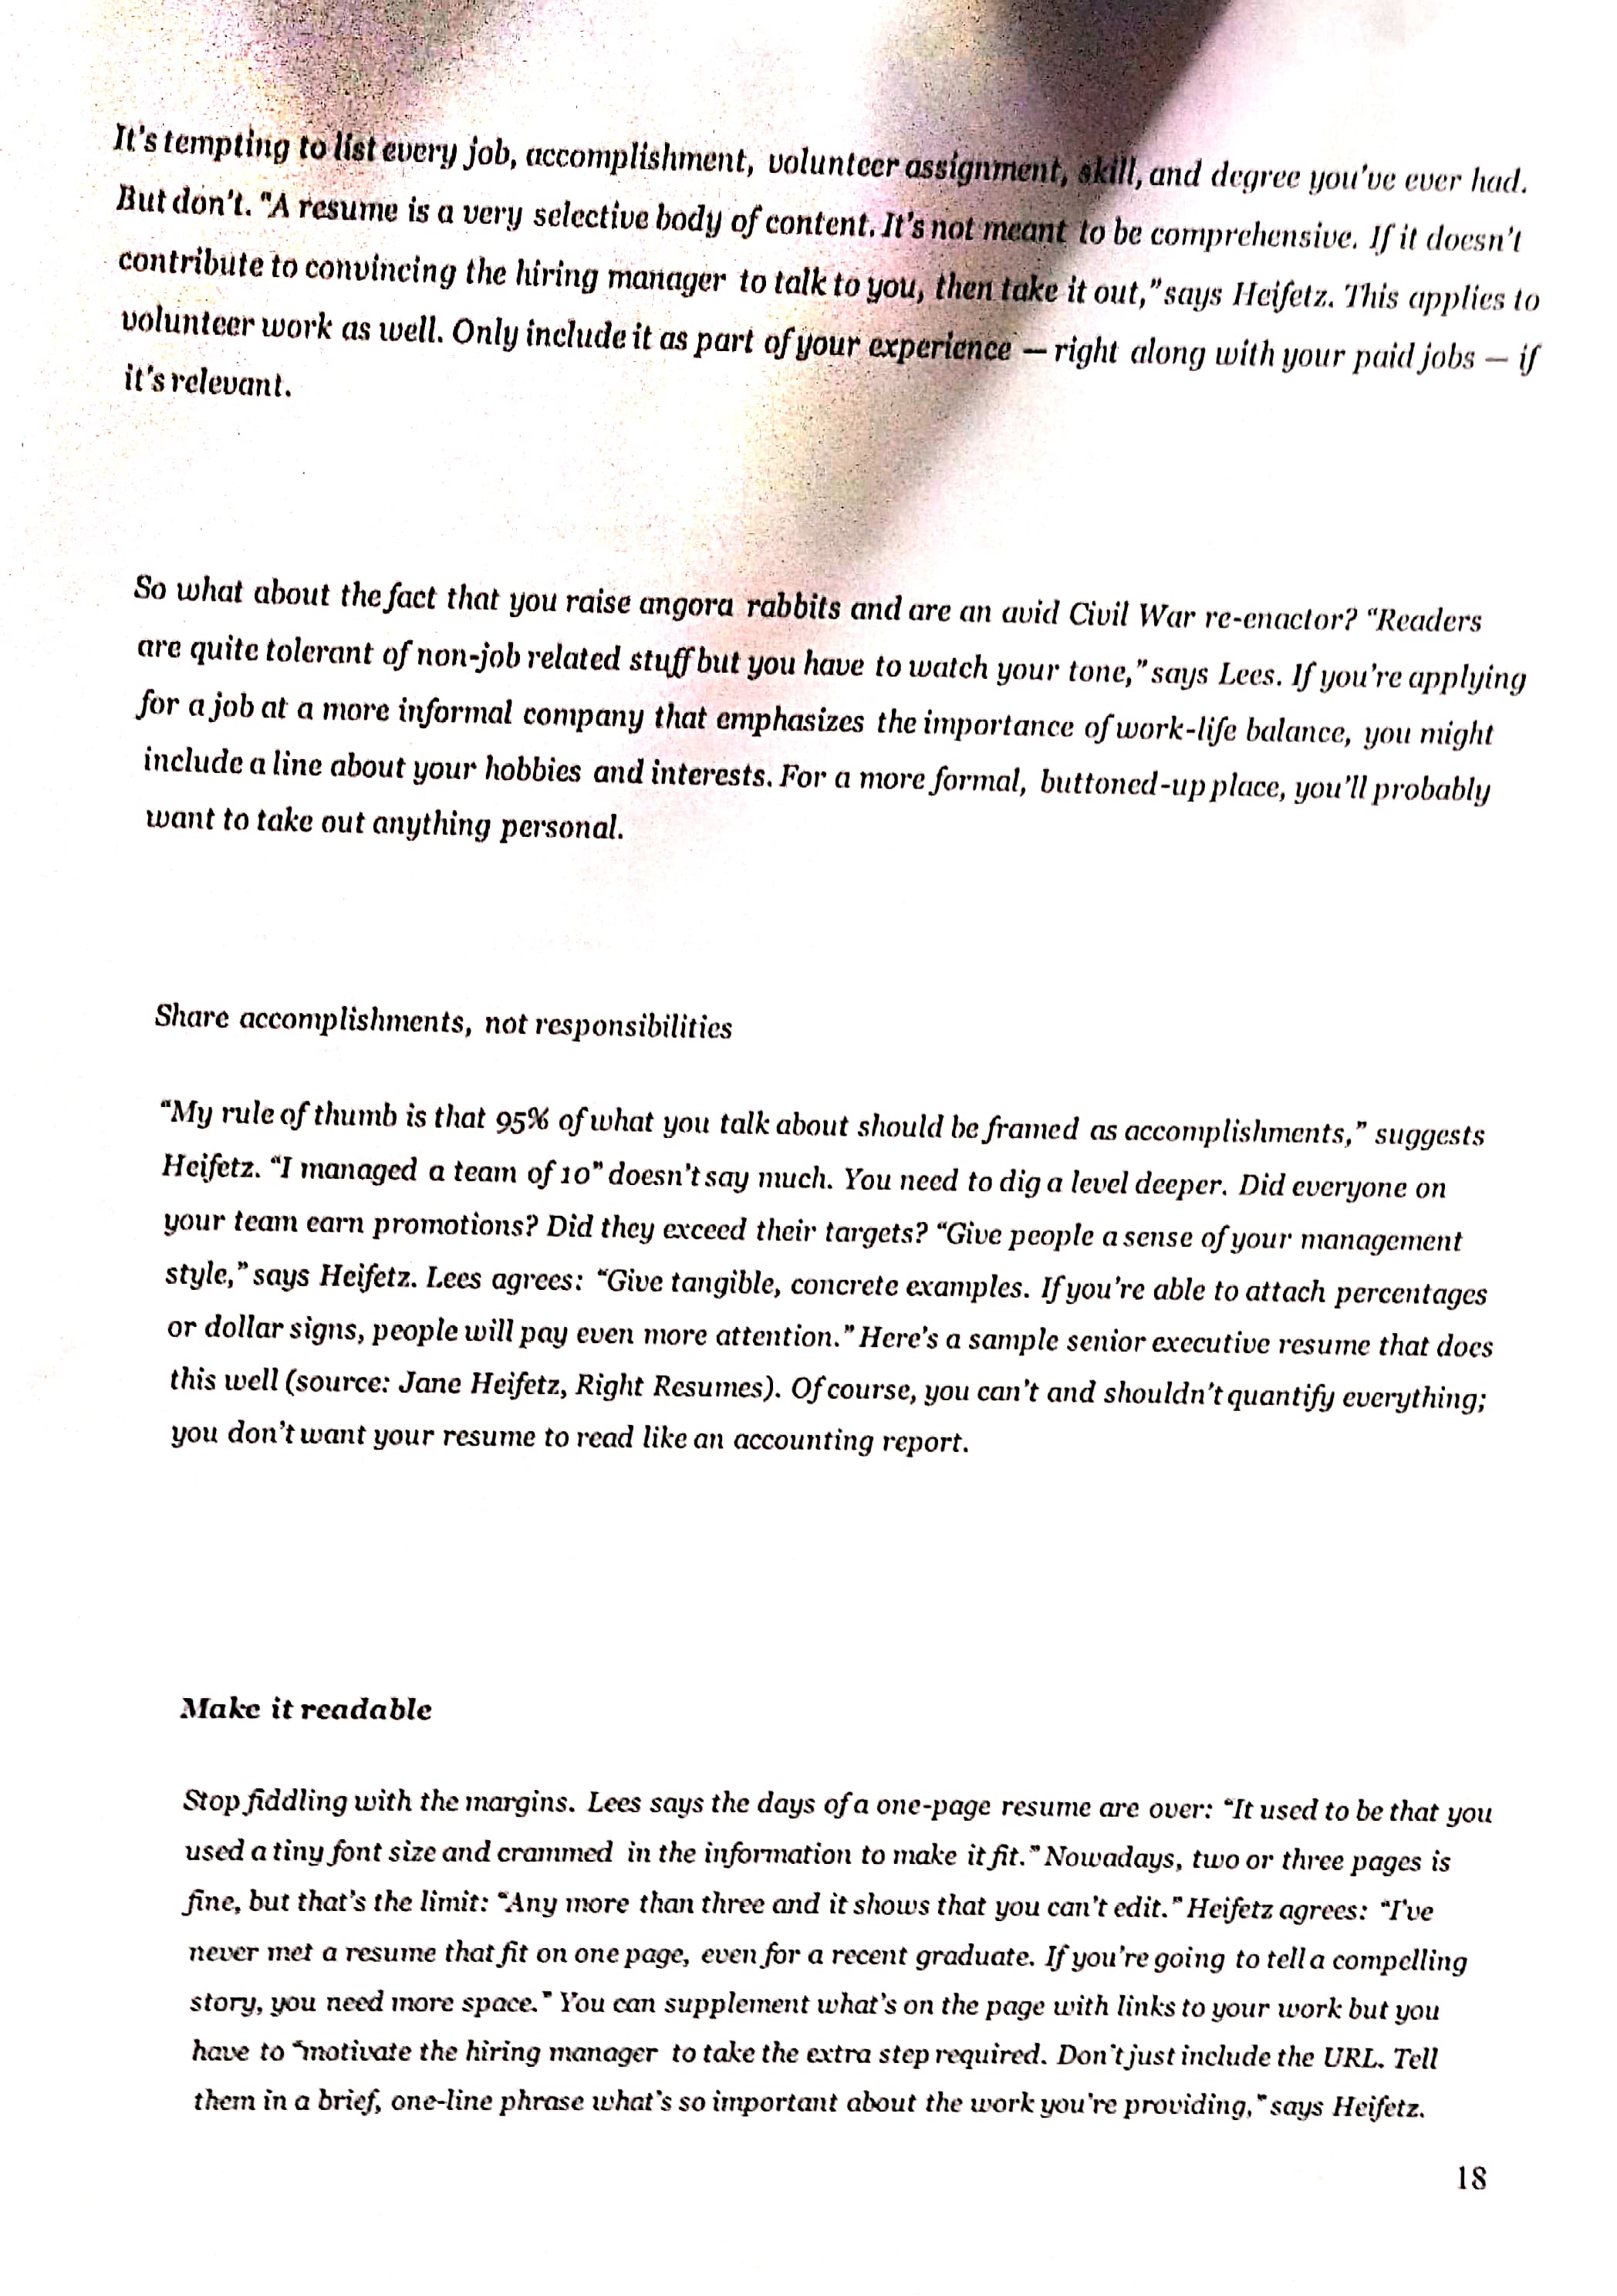 It's tempting to list every job, accomplishment, volunteer assignment, skill, and degree you've ever had.
But don't. "A resume is a very selective body of content. It's not meant to be comprehensive. If it doesn't
contribute to convincing the hiring manager to talk to you, then take it out," says Heifetz. This applies to
volunteer work as well. Only include it as part of your experience — right along with your paid jobs — if
it's relevant.
So what about the fact that you raise angora rabbits and are an avid Civil War re-enactor? “Readers
are quite tolerant of non-job related stuff but you have to watch your tone,” says Lees. If you're applying
for a job at a more informal company that emphasizes the importance of work-life balance, you might
include a line about your hobbies and interests. For a more formal, buttoned-up place, you'll probably
want to take out anything personal.
Share accomplishments, not responsibilities
“My rule of thumb is that 95% of what you talk about should be framed as accomplishments,” suggests
Heifetz. “I managed a team of 10” doesn't say much. You need to dig a level deeper. Did everyone on
your team earn promotions? Did they exceed their targets? “Give people a sense of your management
style,” says Heifetz. Lees agrees: “Give tangible, concrete examples. If you're able to attach percentages
or dollar signs, people will pay even more attention.” Here's a sample senior executive resume that does
this well (source: Jane Heifetz, Right Resumes). Of course, you can't and shouldn't quantify everything;
you don't want your resume to read like an accounting report.
Make it readable
Stop fiddling with the margins. Lees says the days of a one-page resume are over: “It used to be that you
used a tiny font size and crammed in the information to make it fit.” Nowadays, two or three pages is
fine, but that's the limit: “Any more than three and it shows that you can't edit.” Heifetz agrees: “I've
never met a resume that fit on one page, even for a recent graduate. If you're going to tell a compelling
story, you need more space.” You can supplement what's on the page with links to your work but you
have to “motivate the hiring manager to take the extra step required. Don't just include the URL. Tell
them in a brief, one-line phrase what's so important about the work you're providing,” says Heifetz.
18